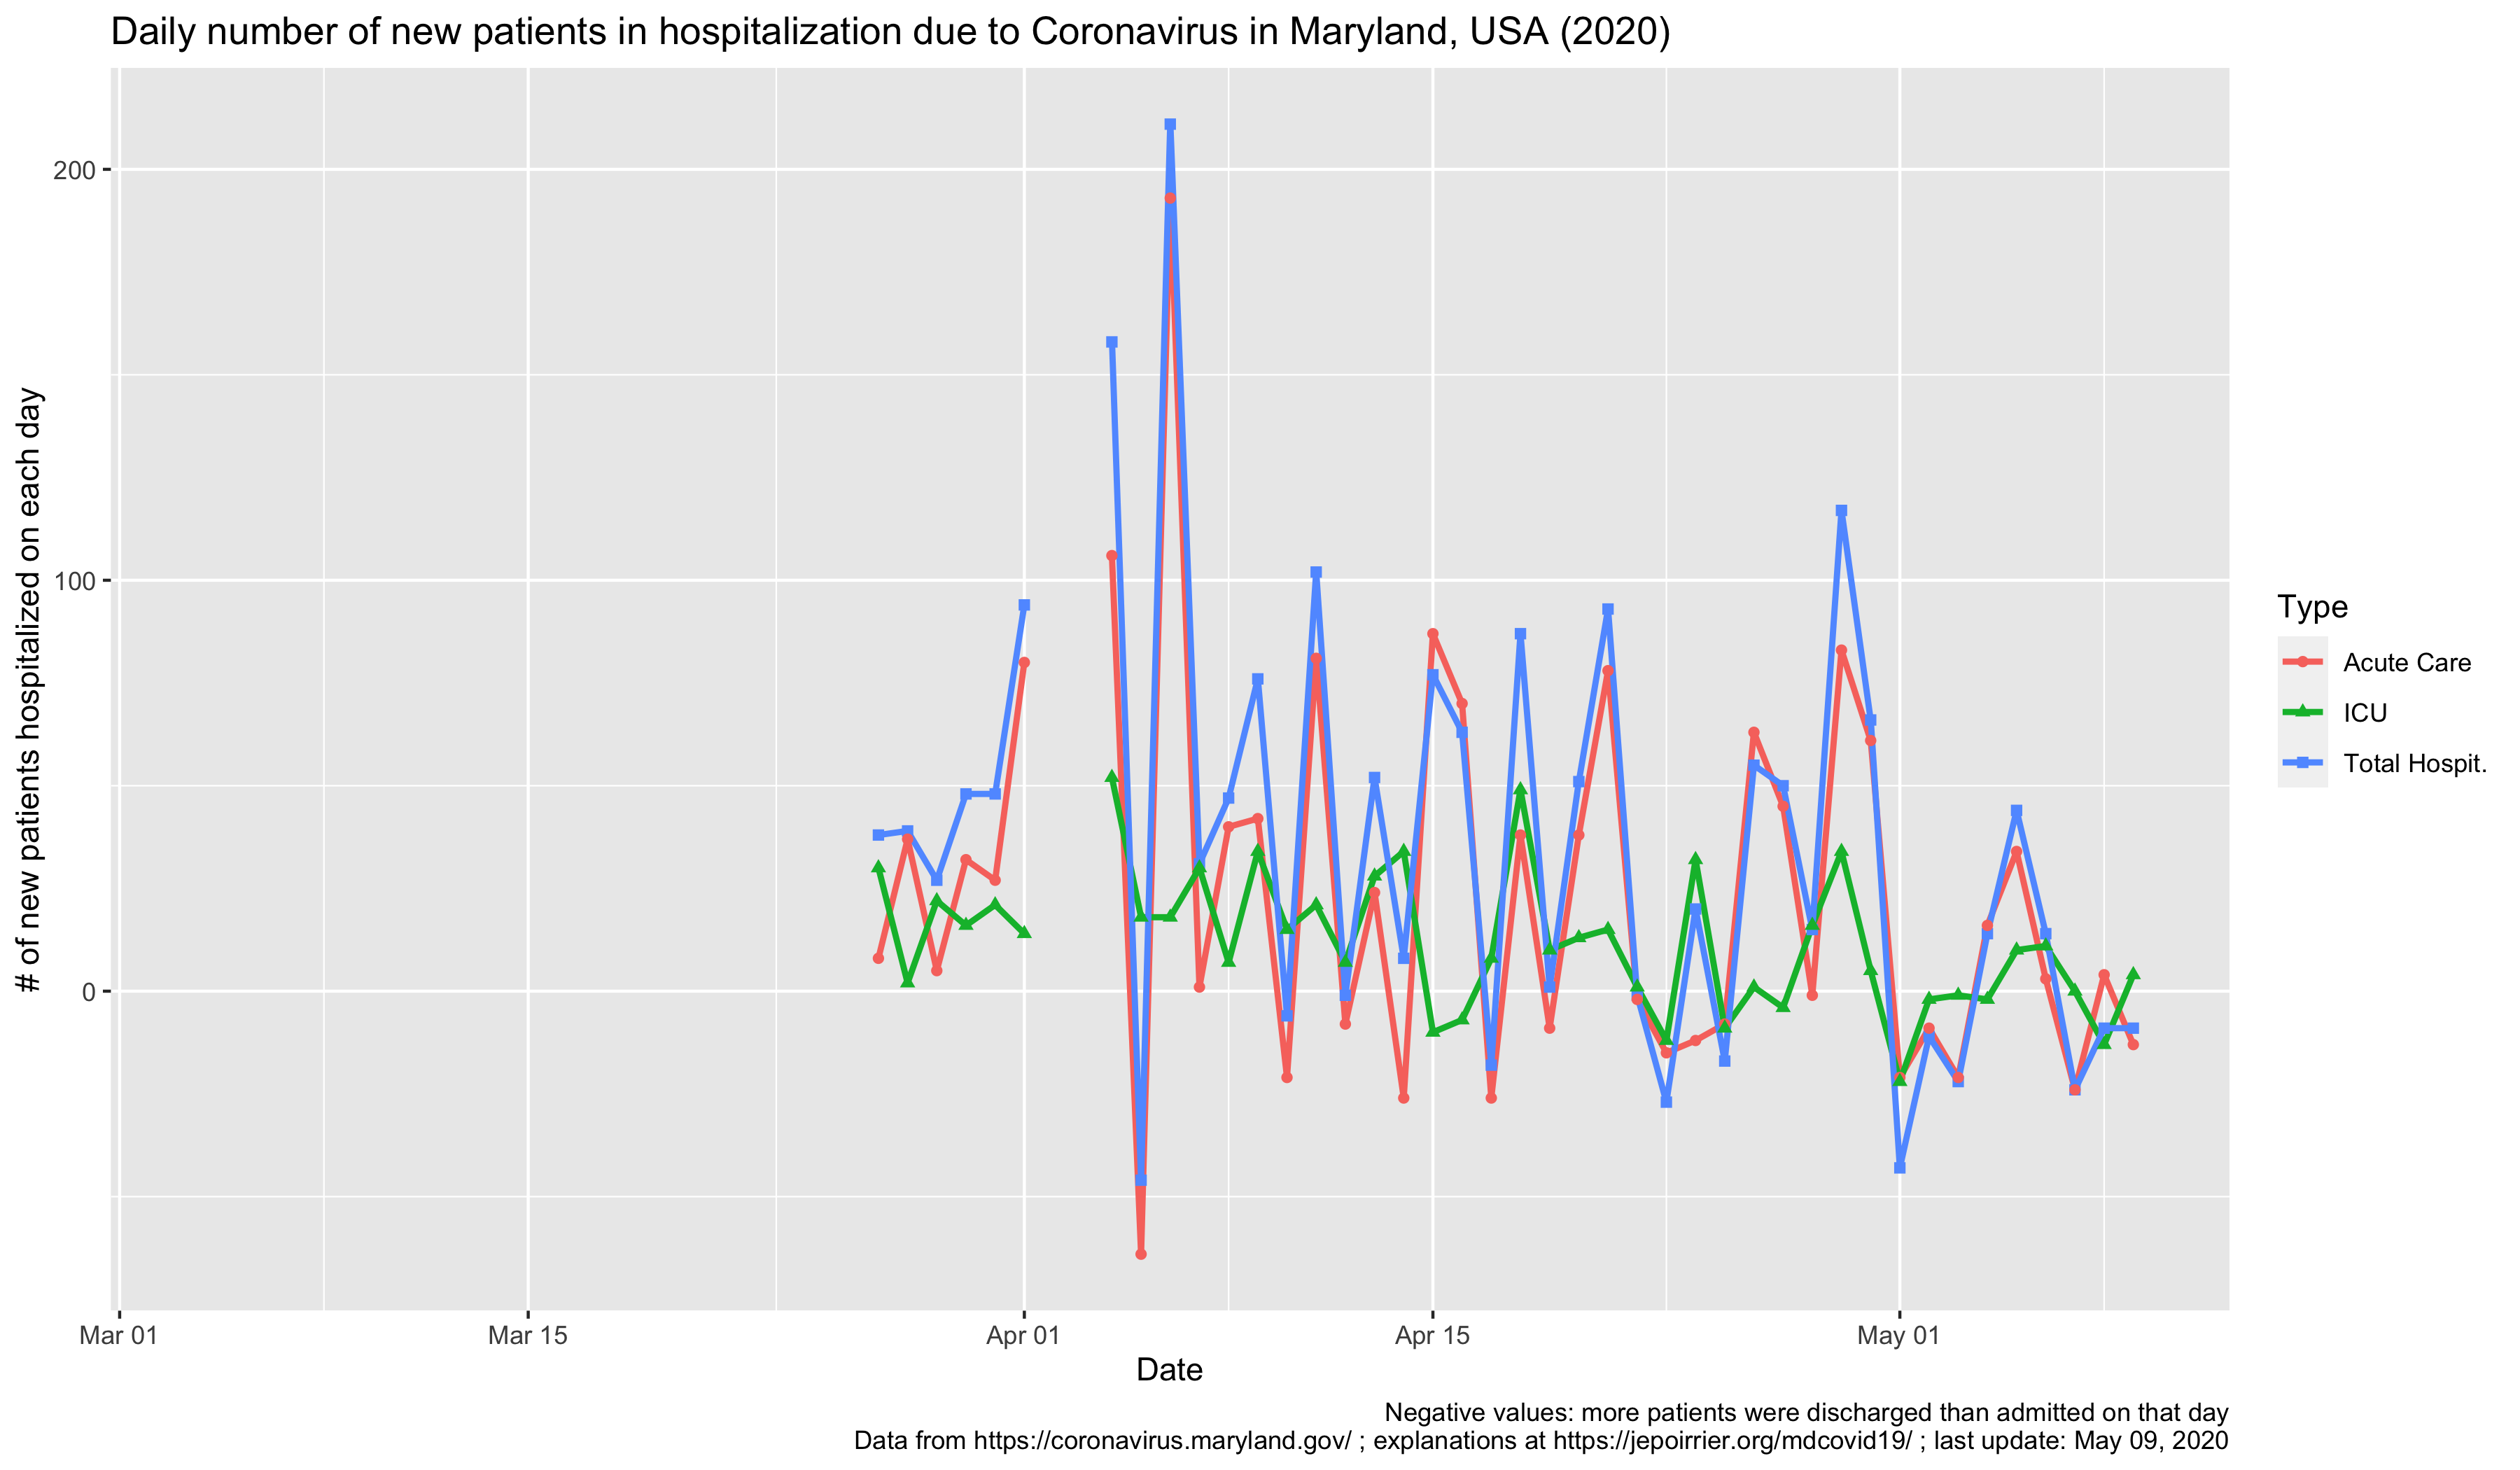 Daily number of new patients in hospitalization due to Coronavirus in Maryland, USA (2020)
# of new patients hospitalized on each day
200
100
0
Mar 01
Mar 15
Apr 01
Apr 15
May 01
Date
Type
Acute Care
ICU
Total Hospit.
Negative values: more patients were discharged than admitted on that day
Data from https://coronavirus.maryland.gov/ ; explanations at https://jepoirrier.org/mdcovid19/ ; last update: May 09, 2020